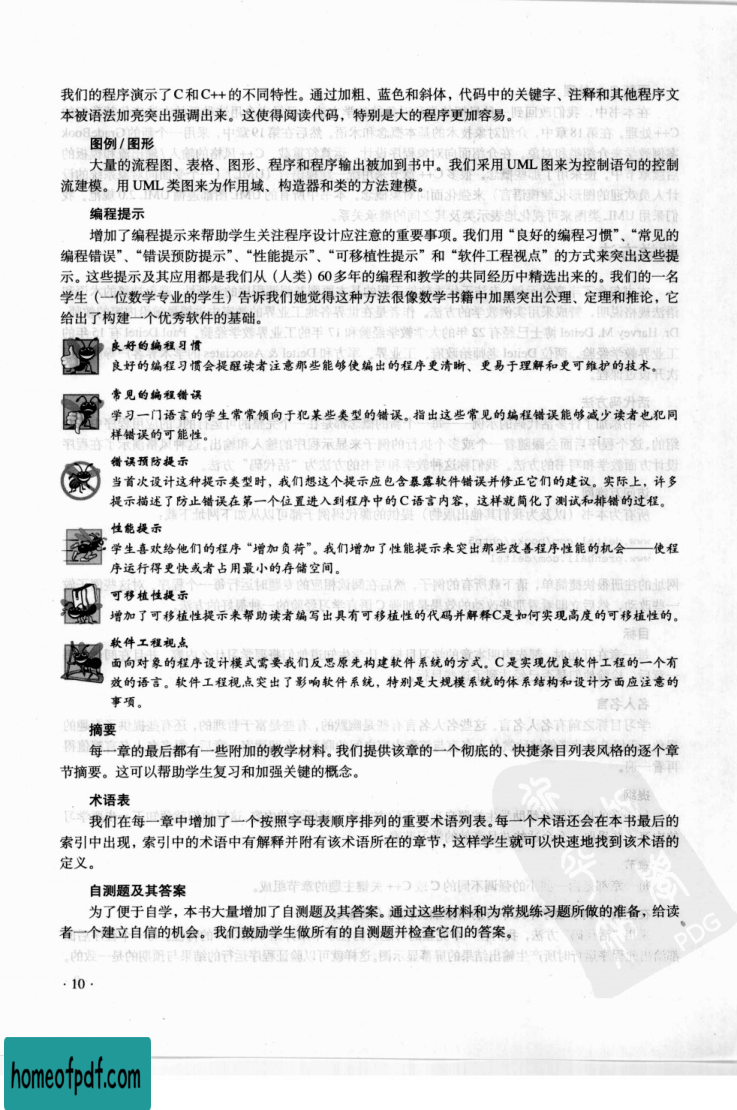 我们的程序演示了C和C++的不同特性。通过加粗、蓝色和斜体，代码中的关键字、注释和其他程序文
本被语法加亮突出强调出来。这使得阅读代码，特别是大的程序更加容易。
图例/图形
大量的流程图、表格、图形、程序和程序输出被加到书中。我们采用UML图来为控制语句的控制
流建模。用UML类图来为作用域、构造器和类的方法建模。
编程提示
增加了编程提示来帮助学生关注程序设计应注意的重要事项。我们用“良好的编程习惯”、“常见的
编程错误”、“错误预防提示”、“性能提示”、“可移植性提示”和“软件工程视点”的方式来突出这些提
示。这些提示及其应用都是我们从（人类）60多年的编程和教学的共同经历中精选出来的。我们的一名
学生（一位数学专业的学生）告诉我们她觉得这种方法很像数学书籍中加黑突出公理、定理和推论，它
给出了构建一个优秀软件的基础。
良好的编程习惯
良好的编程习惯会提醒读者注意那些能够使编出的程序更清晰、更易于理解和更可维护的技术。
常见的编程错误
学习一门语言的学生常常倾向于犯某些类型的错误。指出这些常见的编程错误能够减少读者也犯同
样错误的可能性。
错误预防提示
当首次设计这种提示类型时，我们想这个提示应包含暴露软件错误并修正它们的建议。实际上，许多
提示描述了防止错误在第一个位置进入到程序中的C语言内容，这样就简化了测试和排错的过程。
性能提示
学生喜欢给他们的程序“增加负荷”。我们增加了性能提示来突出那些改善程序性能的机会——使程
序运行得更快或者占用最小的存储空间。
可移植性提示
增加了可移植性提示来帮助读者编写出具有可移植性的代码并解释C是如何实现高度的可移植性的。
软件工程视点
面向对象的程序设计模式需要我们反思原先构建软件系统的方式。C是实现优良软件工程的一个有
效的语言。软件工程视点突出了影响软件系统，特别是大规模系统的体系结构和设计方面应注意的
事项。
摘要
每一章的最后都有一些附加的教学材料。我们提供该章的一个彻底的、快捷条目列表风格的逐个章
节摘要。这可以帮助学生复习和加强关键的概念。
术语表
我们在每一章中增加了一个按照字母表顺序排列的重要术语列表。每一个术语还会在本书最后的
索引中出现，索引中的术语中有解释并附有该术语所在的章节，这样学生就可以快速地找到该术语的
定义。
自测题及其答案
为了便于自学，本书大量增加了自测题及其答案。通过这些材料和为常规练习题所做的准备，给读
者一个建立自信的机会。我们鼓励学生做所有的自测题并检查它们的答案。
PDG
· 10 ·
homeofpdf.com